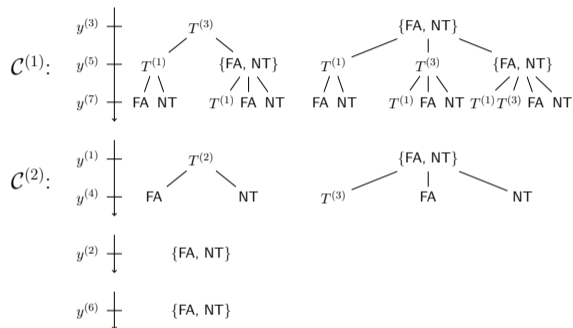 y^(3) T^(3) {FA, NT}
C^(1): y^(5) T^(1) {FA, NT} T^(1) T^(3) {FA, NT}
y^(7) FA NT T^(1) FA NT FA NT T^(1) FA NT T^(1) T^(3) FA NT
y^(1) T^(2) {FA, NT}
C^(2): y^(4) FA NT T^(3) FA NT
y^(2) {FA, NT}
y^(6) {FA, NT}